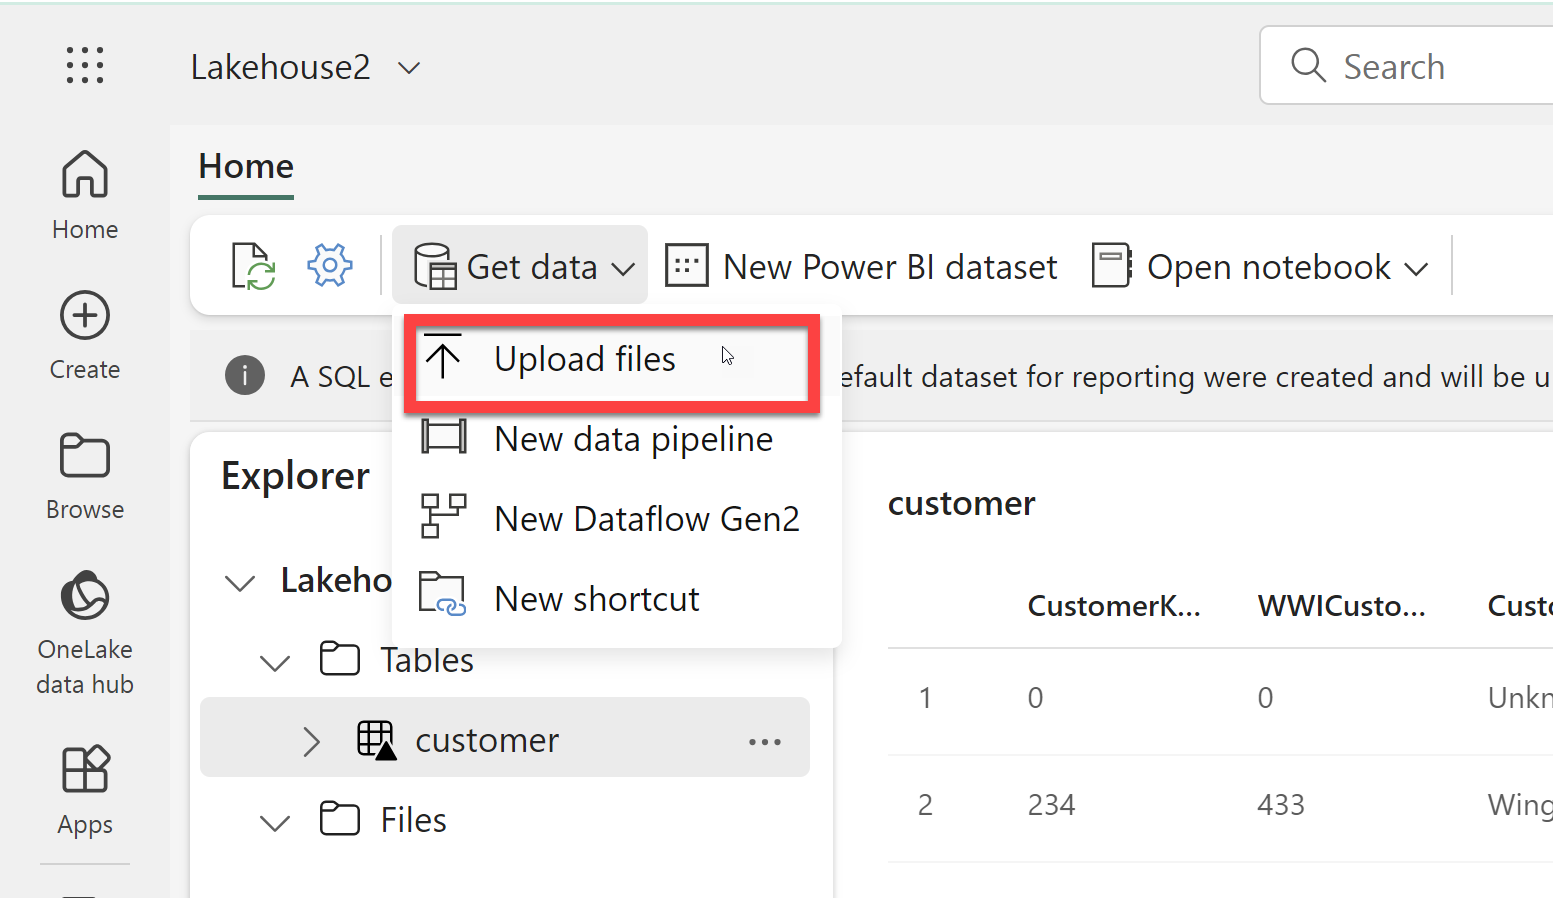 Lakehouse2
Search
Home
Home
Get data
New Power BI dataset
Open notebook
Create
Upload files
A SQL e
efault dataset for reporting were created and will be u
New data pipeline
Explorer
Browse
customer
New Dataflow Gen2
Lakeho
New shortcut
CustomerK...
WWICusto...
Custo
OneLake
data hub
Tables
1 0 0 Unkn
customer ...
2 234 433 Wing
Files
Apps